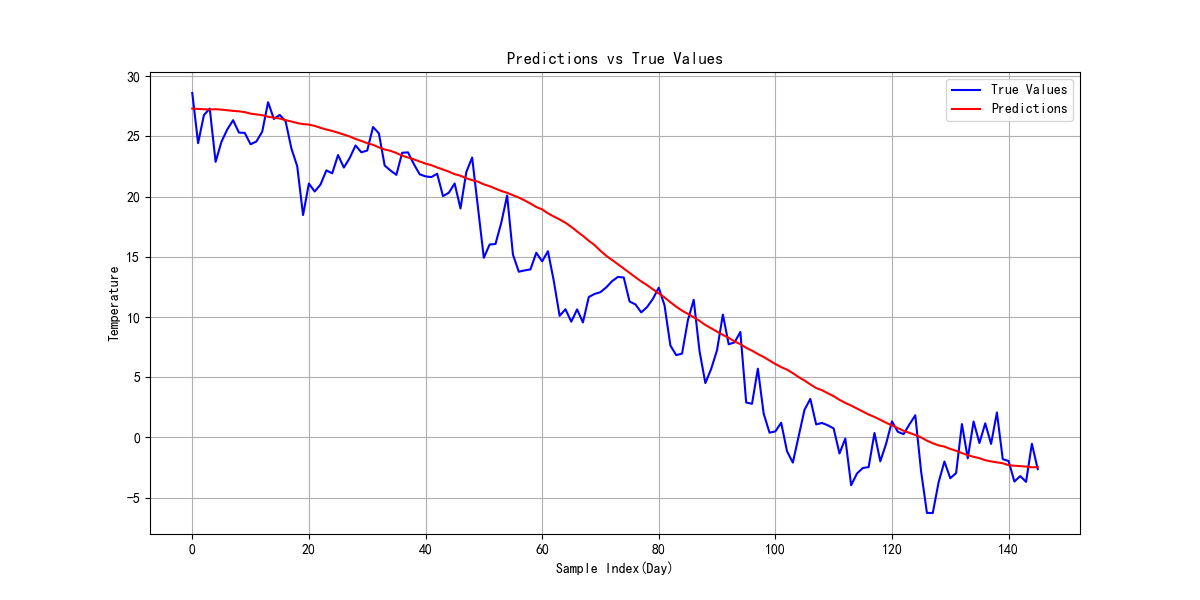 Predictions vs True Values
True Values
Predictions
30
25
20
15
10
5
0
−5
Temperature
0 20 40 60 80 100 120 140
Sample Index(Day)